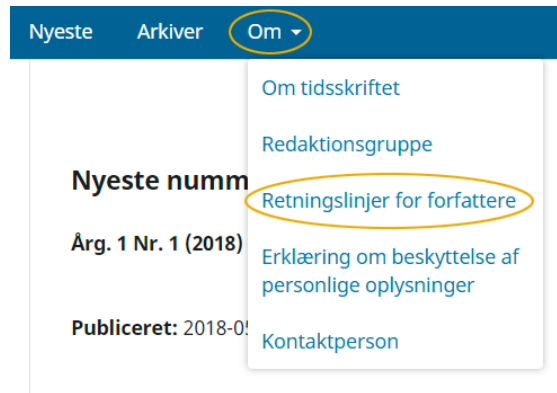 Nyeste Arkiver Om
Om tidsskriftet
Redaktionsgruppe
Nyeste
Retningslinjer for forfattere
Årg. 1 Nr. 1 (2018)
Erklæring om beskyttelse af
personlige oplysninger
Publiceret: 2018-0
Kontaktperson